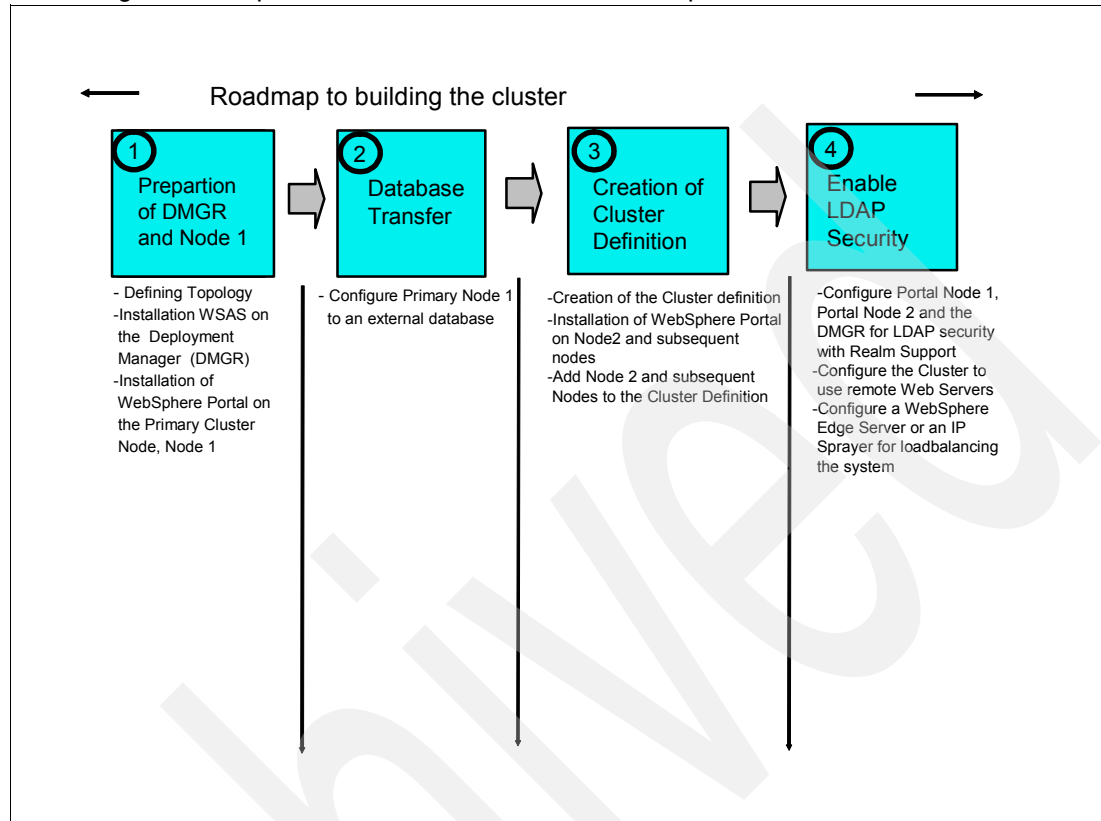 Roadmap to building the cluster
1
Prepartion
of DMGR
and Node 1
2
Database
Transfer
3
Creation of
Cluster
Definition
4
Enable
LDAP
Security
- Defining Topology
-Installation WSAS on
the Deployment
Manager (DMGR)
-Installation of
WebSphere Portal on
the Primary Cluster
Node, Node 1
- Configure Primary Node 1
to an external database
-Creation of the Cluster definition
-Installation of WebSphere Portal
on Node2 and subsequent
nodes
-Add Node 2 and subsequent
Nodes to the Cluster Definition
-Configure Portal Node 1,
Portal Node 2 and the
DMGR for LDAP security
with Realm Support
-Configure the Cluster to
use remote Web Servers
-Configure a WebSphere
Edge Server or an IP
Sprayer for loadbalancing
the system